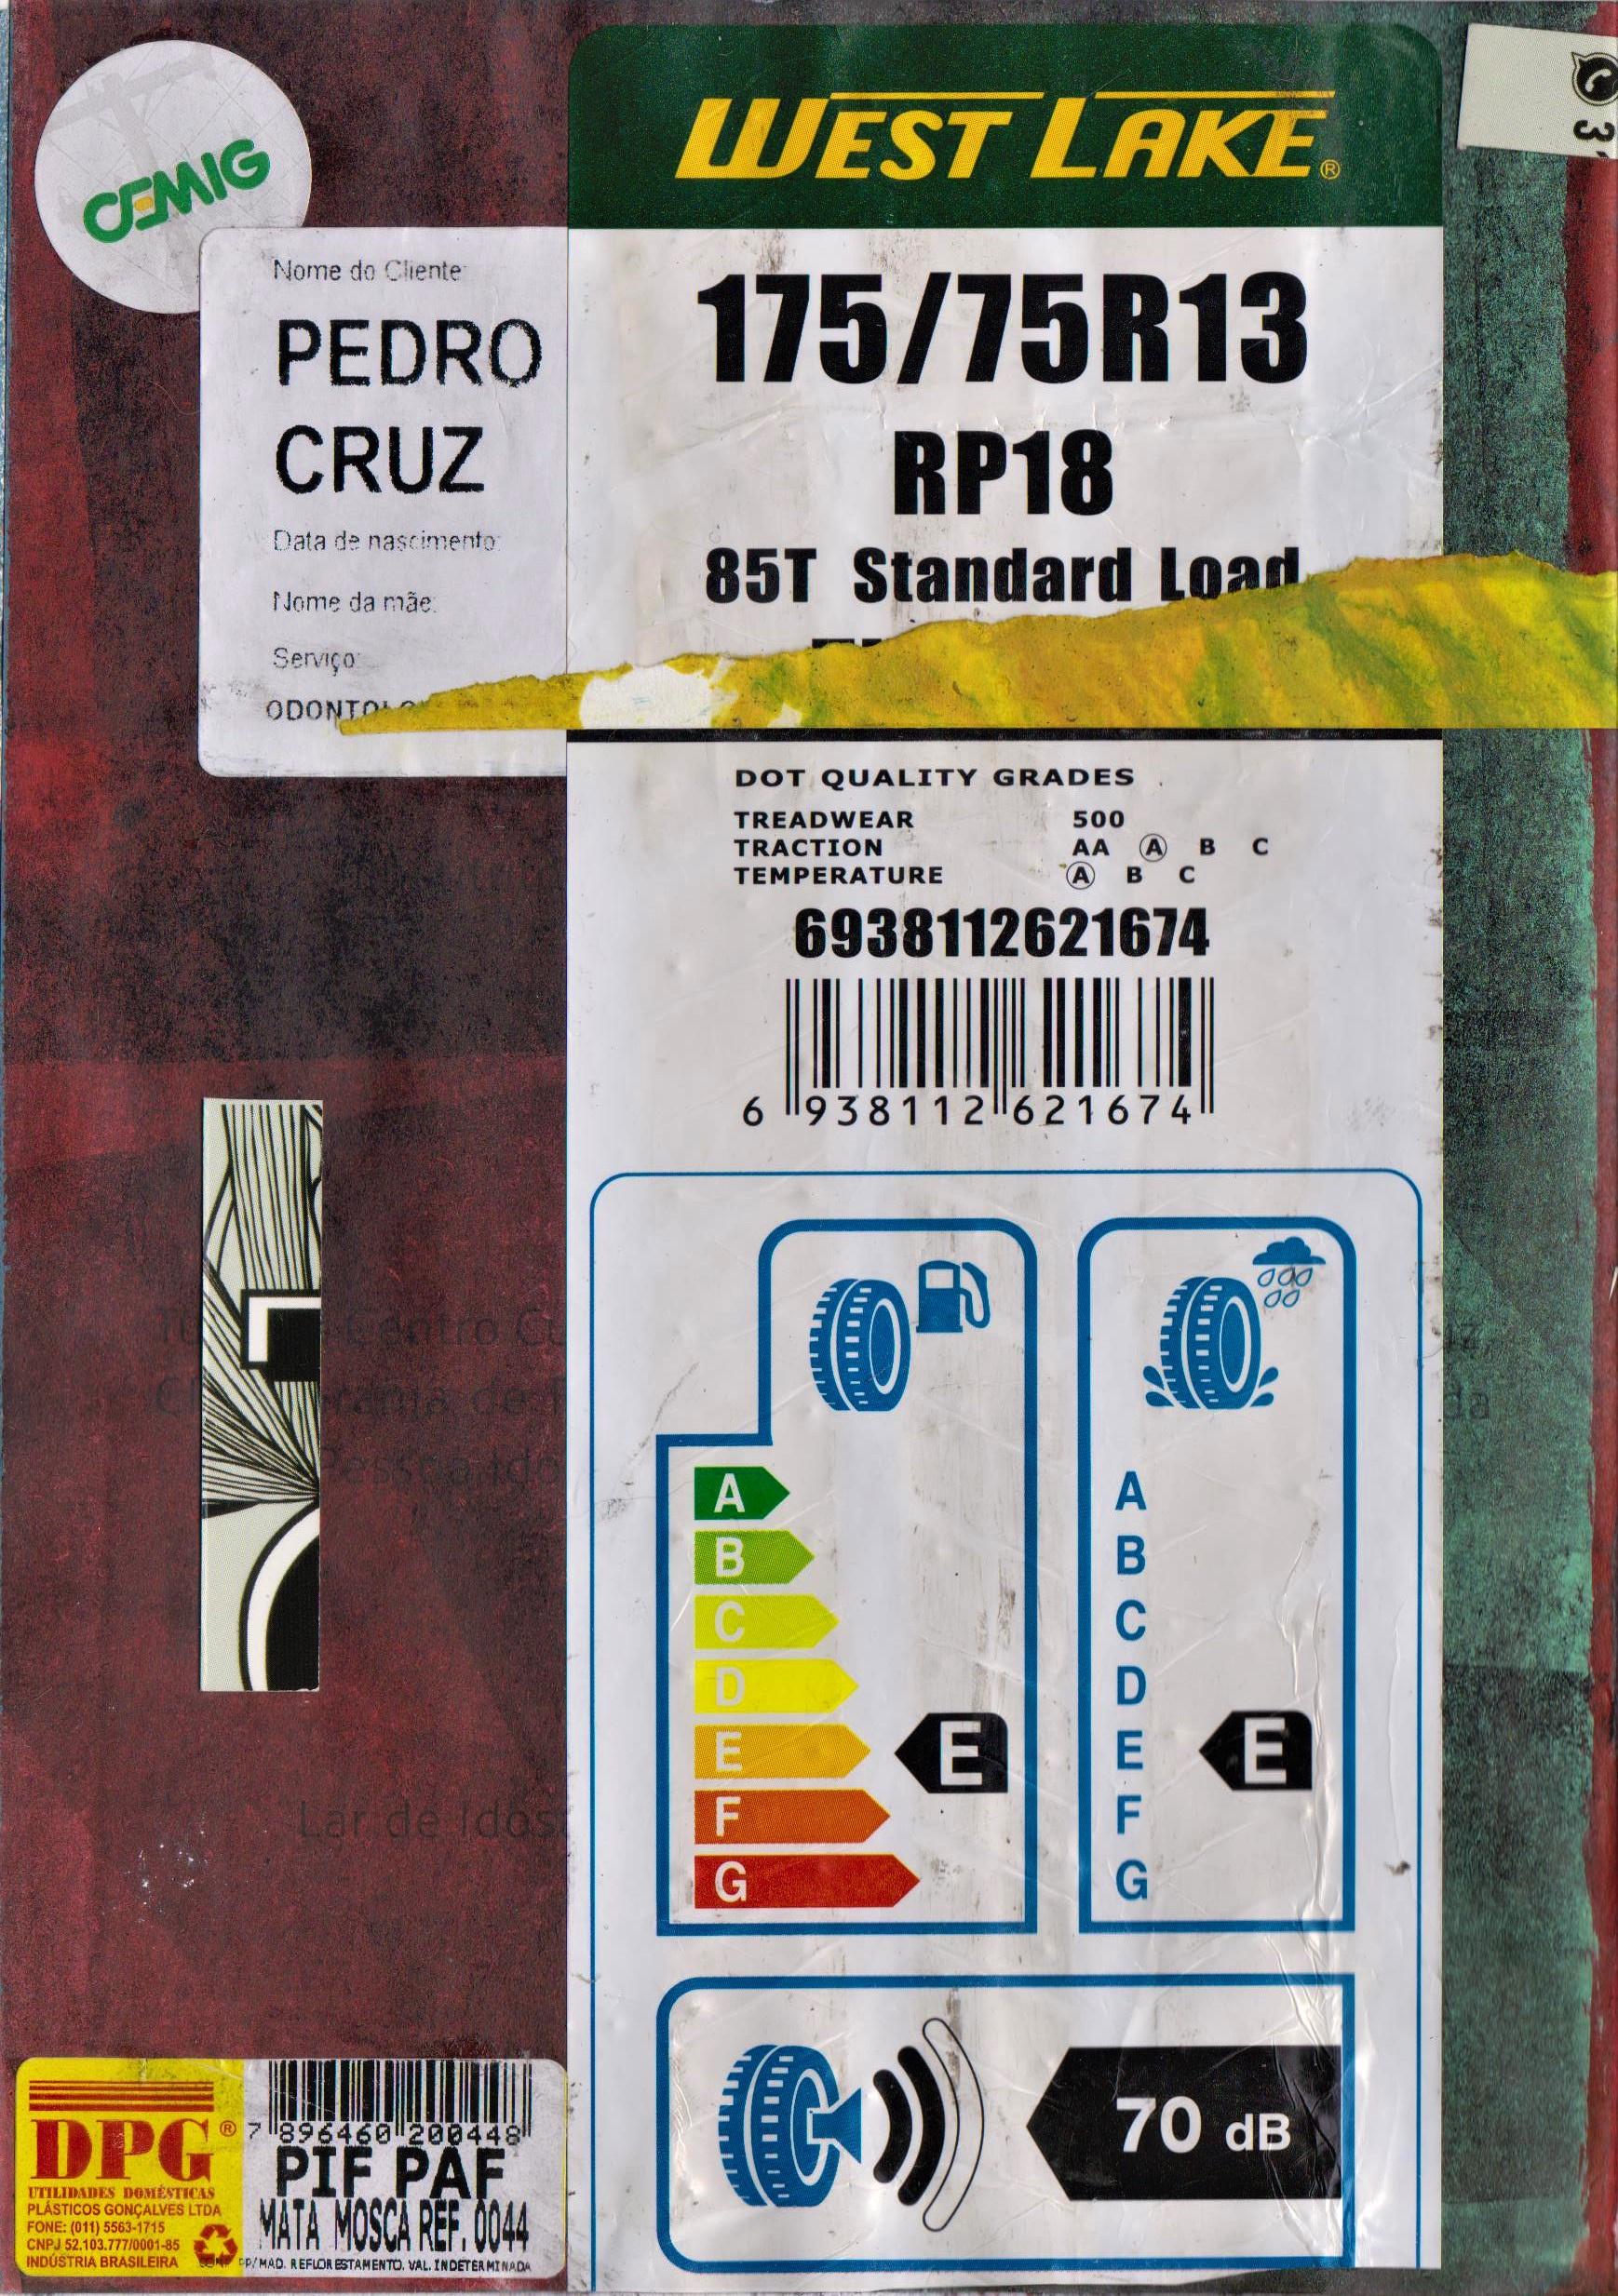 CEMIG
WEST LAKE®
Nome do Cliente:
PEDRO
CRUZ
Data de nascimento:
Nome da mãe:
Serviço:
175/75R13
RP18
85T Standard Load
DOT QUALITY GRADES
TREADWEAR 500
TRACTION AA A B C
TEMPERATURE A B C
6938112621674
6 938112 621674
Centro
Lar de
A
B
C
D
E
F
G
E
A
B
C
D
E
F
G
E
70 dB
DPG®
UTILIDADES DOMÉSTICAS
PLÁSTICOS GONÇALVES LTDA
FONE: (011) 5563-1715
CNPJ 52.103.777/0001-85
INDÚSTRIA BRASILEIRA
7 896460 200448
PIF PAF
MATA MOSCA REF. 0044
P/MAD. REFLORESTAMENTO. VAL. INDETERMINADA